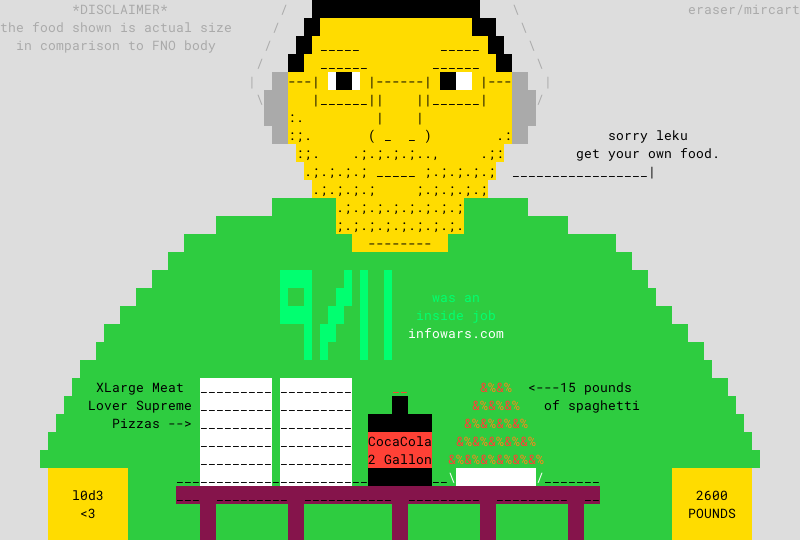 *DISCLAIMER*
the food shown is actual size
in comparison to FNO body
eraser/mircart
sorry leku
get your own food.
9/11
was an
inside job
infowars.com
XLarge Meat
Lover Supreme
Pizzas -->
<---15 pounds
of spaghetti
CocaCola
2 Gallon
l0d3
<3
2600
POUNDS